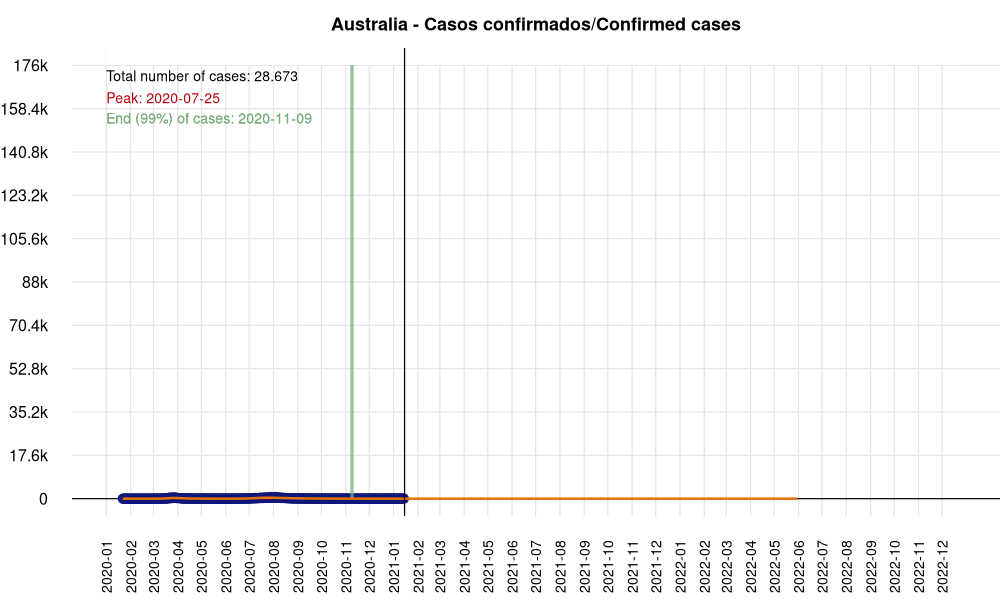 Australia - Casos confirmados/Confirmed cases
176k
158.4k
140.8k
123.2k
105.6k
88k
70.4k
52.8k
35.2k
17.6k
0
Total number of cases: 28.673
Peak: 2020-07-25
End (99%) of cases: 2020-11-09
2020-01
2020-02
2020-03
2020-04
2020-05
2020-06
2020-07
2020-08
2020-09
2020-10
2020-11
2020-12
2021-01
2021-02
2021-03
2021-04
2021-05
2021-06
2021-07
2021-08
2021-09
2021-10
2021-11
2021-12
2022-01
2022-02
2022-03
2022-04
2022-05
2022-06
2022-07
2022-08
2022-09
2022-10
2022-11
2022-12